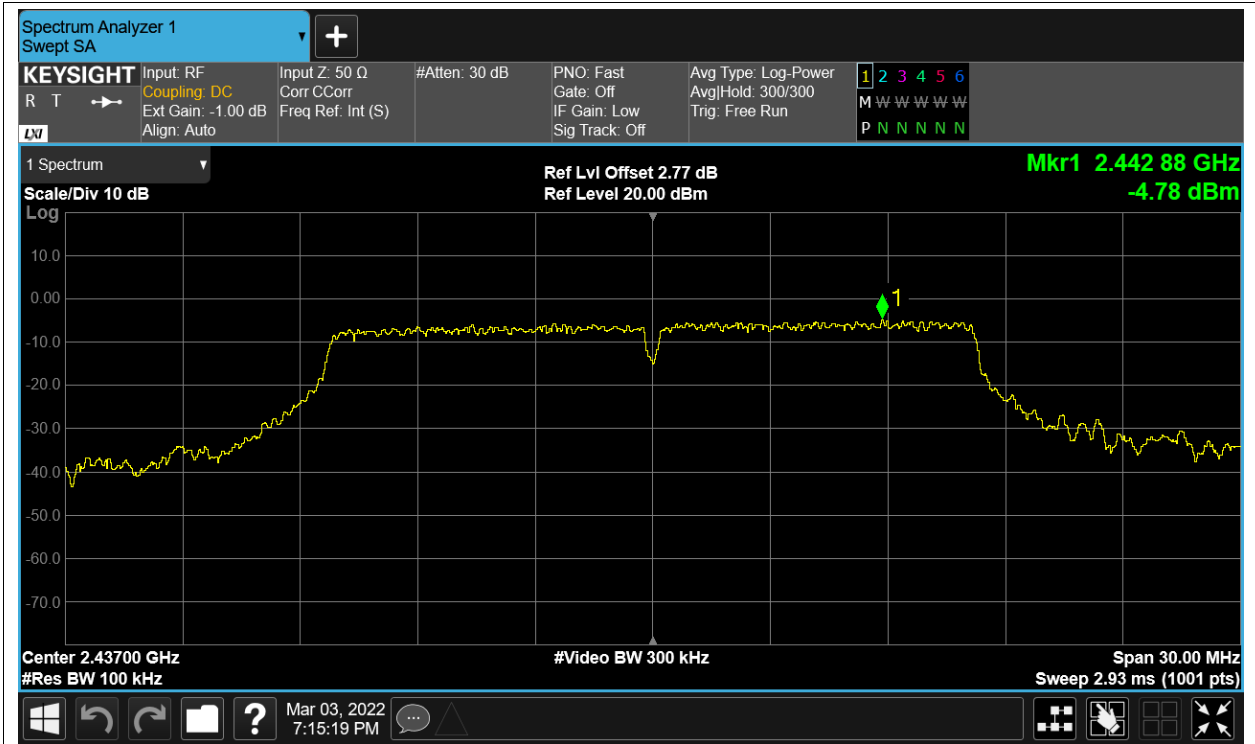 Spectrum Analyzer 1
Swept SA
+
KEYSIGHT
R T
LXI
Input: RF
Coupling: DC
Ext Gain: -1.00 dB
Align: Auto
Input Z: 50 Ω
Corr CCorr
Freq Ref: Int (S)
#Atten: 30 dB
PNO: Fast
Gate: Off
IF Gain: Low
Sig Track: Off
Avg Type: Log-Power
Avg|Hold: 300/300
Trig: Free Run
1 2 3 4 5 6
M W W W W W
P N N N N N
1 Spectrum
Scale/Div 10 dB
Log
Ref Lvl Offset 2.77 dB
Ref Level 20.00 dBm
Mkr1 2.442 88 GHz
-4.78 dBm
10.0
0.00
1
-10.0
-20.0
-30.0
-40.0
-50.0
-60.0
-70.0
Center 2.43700 GHz
#Video BW 300 kHz
Span 30.00 MHz
#Res BW 100 kHz
Sweep 2.93 ms (1001 pts)
?
Mar 03, 2022
7:15:19 PM